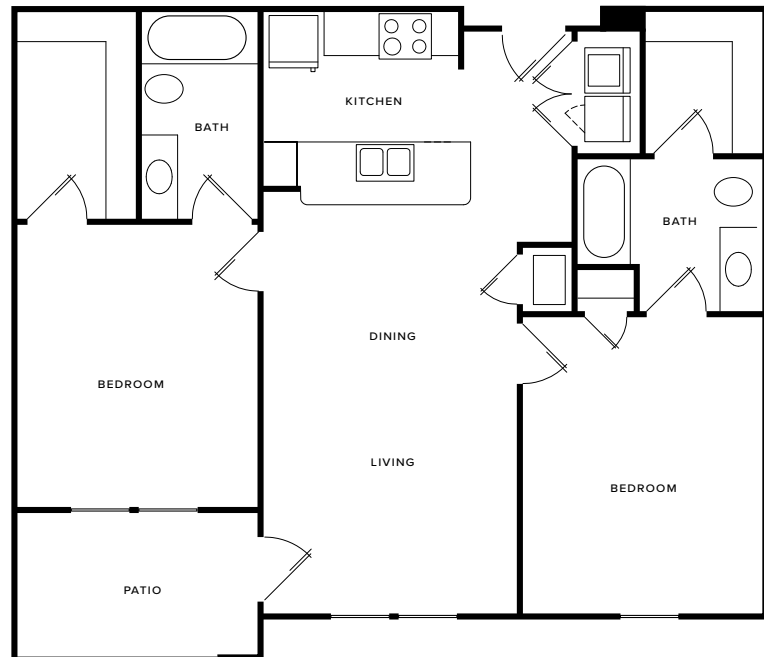 KITCHEN
BATH
BATH
DINING
BEDROOM
LIVING
BEDROOM
PATIO